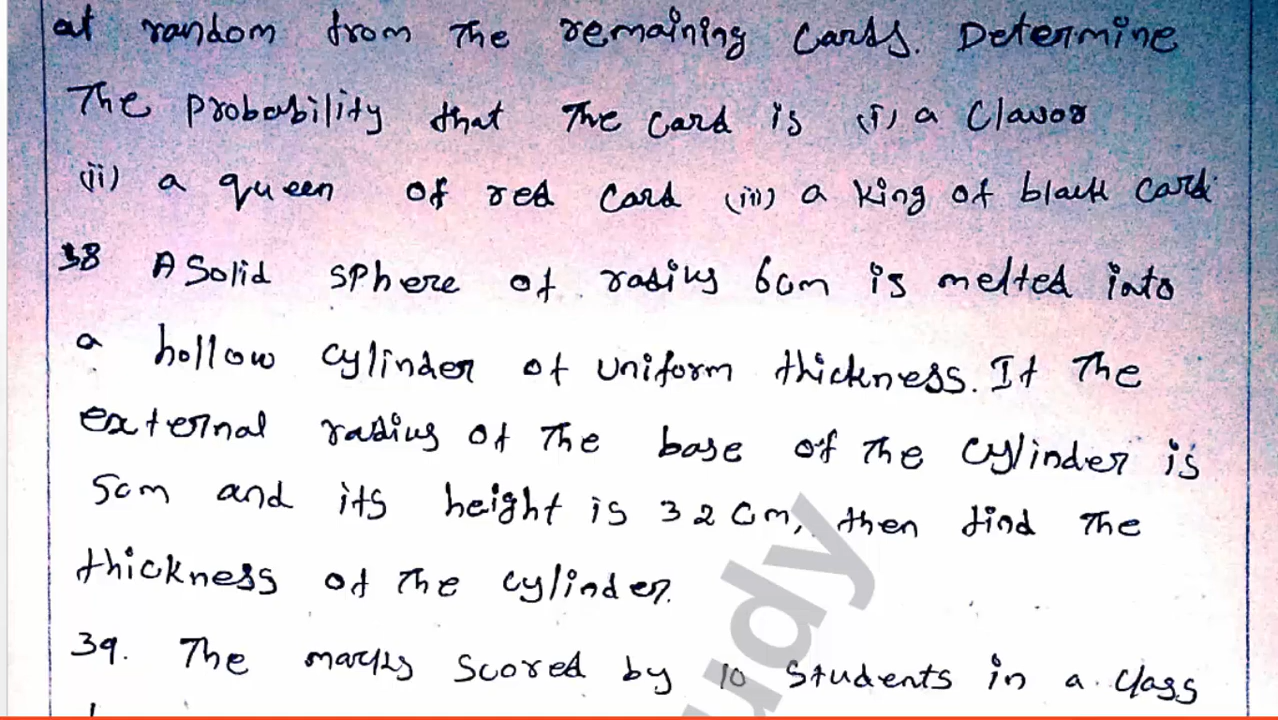 at random from the remaining cards. Determine
The probability that The card is (i) a Clavor
(ii) a queen of red card (iii) a king of black card
38 A Solid sphere of radius 6cm is melted into
a hollow cylinder of uniform thickness. If The
external radius of The base of The cylinder is
5cm and its height is 32 cm, then find The
thickness of The cylinder.
39. The marks scored by 10 students in a class
udy